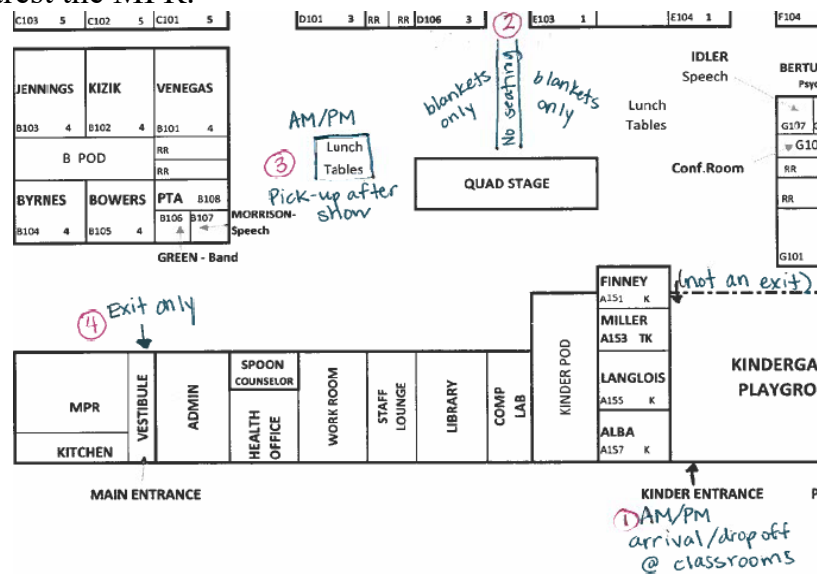 C103 5 C102 5 C101 5 D101 3 RR RR D106 3 E103 1 E104 1 F104
②
JENNINGS KIZIK VENEGAS
B103 4 B102 4 B101 4
B POD
RR
RR
BYRNES BOWERS PTA B108
B104 4 B105 4 B106 B107
MORRISON-
Speech
GREEN - Band
AM/PM
③ Lunch
Tables
Pick-up after
show
blankets
only
No seating
blankets
only
QUAD STAGE
IDLER
Speech
Lunch
Tables
Conf.Room
BERTU
Psyc
G107
G10
RR
RR
G101
④ Exit only
MPR
KITCHEN
VESTIBULE
ADMIN
SPOON
COUNSELOR
HEALTH
OFFICE
WORK ROOM
STAFF
LOUNGE
LIBRARY
COMP
LAB
KINDER POD
FINNEY
A151 K
MILLER
A153 TK
LANGLOIS
A155 K
ALBA
A157 K
(not an exit)
KINDERGA
PLAYGRO
MAIN ENTRANCE
KINDER ENTRANCE
① AM/PM
arrival/drop off
@ classrooms